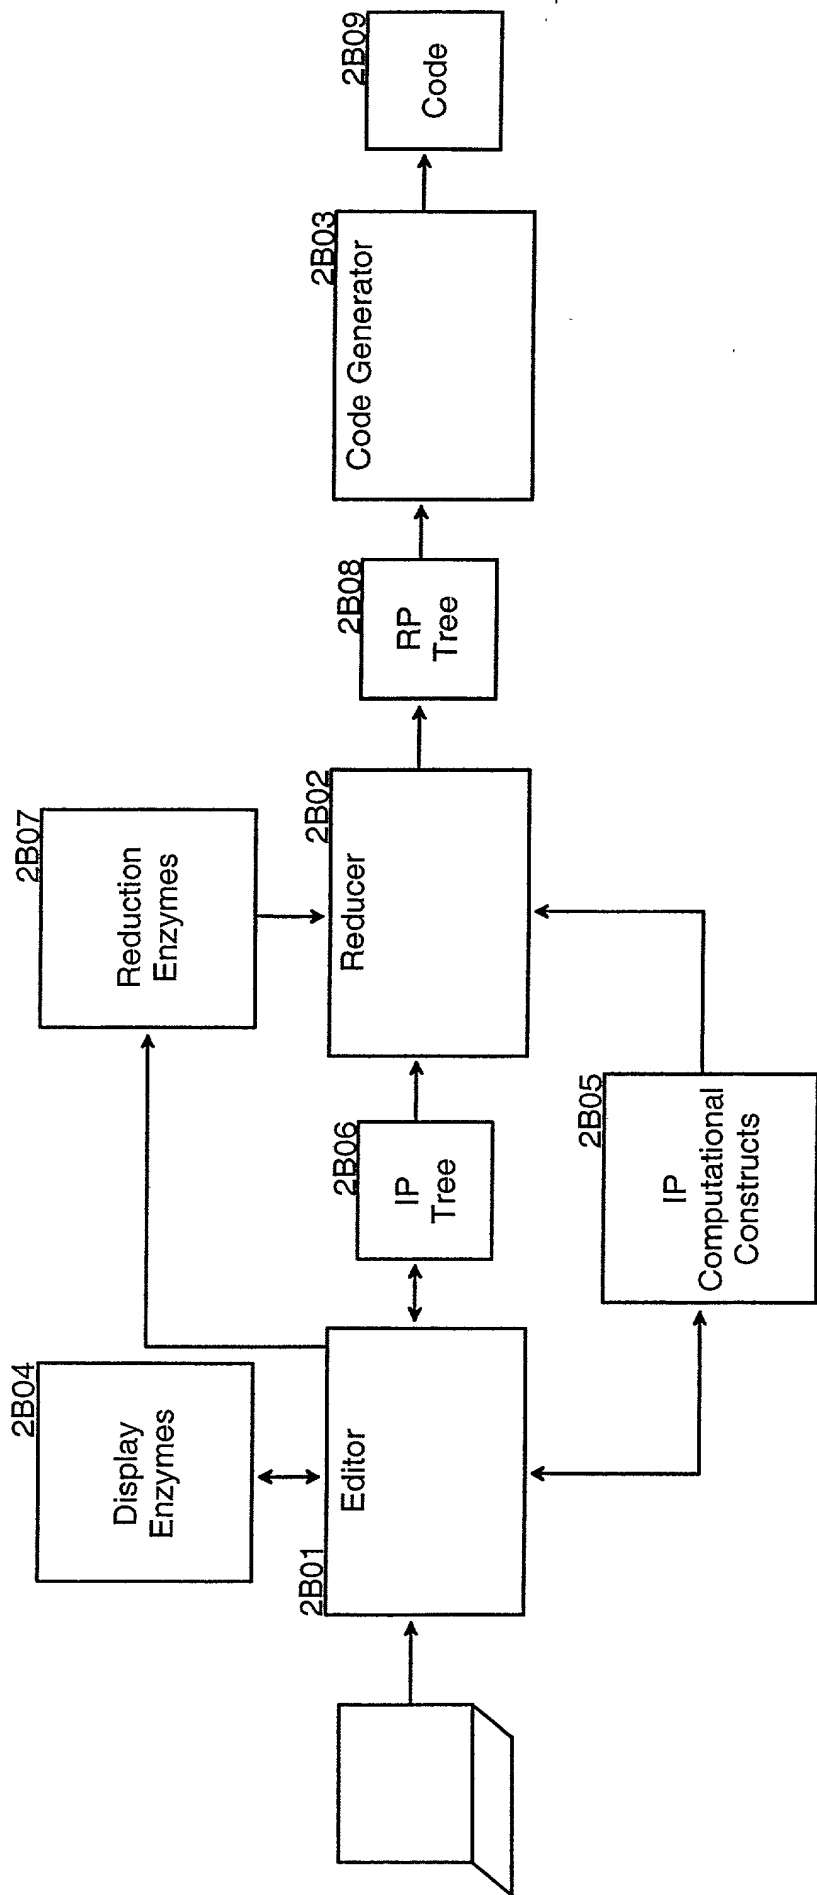 2B04
Display
Enzymes
2B07
Reduction
Enzymes
2B01
Editor
2B06
IP
Tree
2B02
Reducer
2B08
RP
Tree
2B03
Code Generator
2B09
Code
2B05
IP
Computational
Constructs